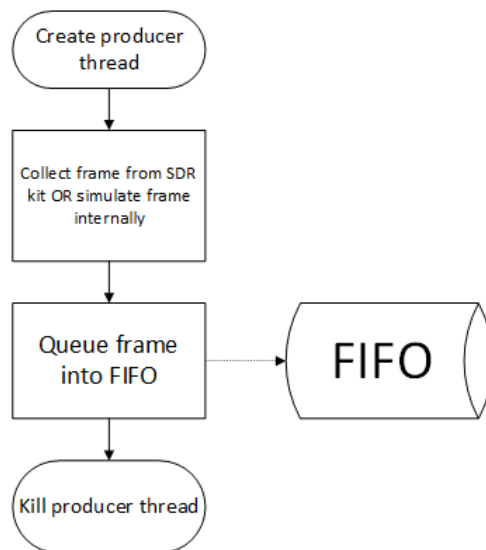 Create producer
thread
Collect frame from SDR
kit OR simulate frame
internally
Queue frame
into FIFO
FIFO
Kill producer thread